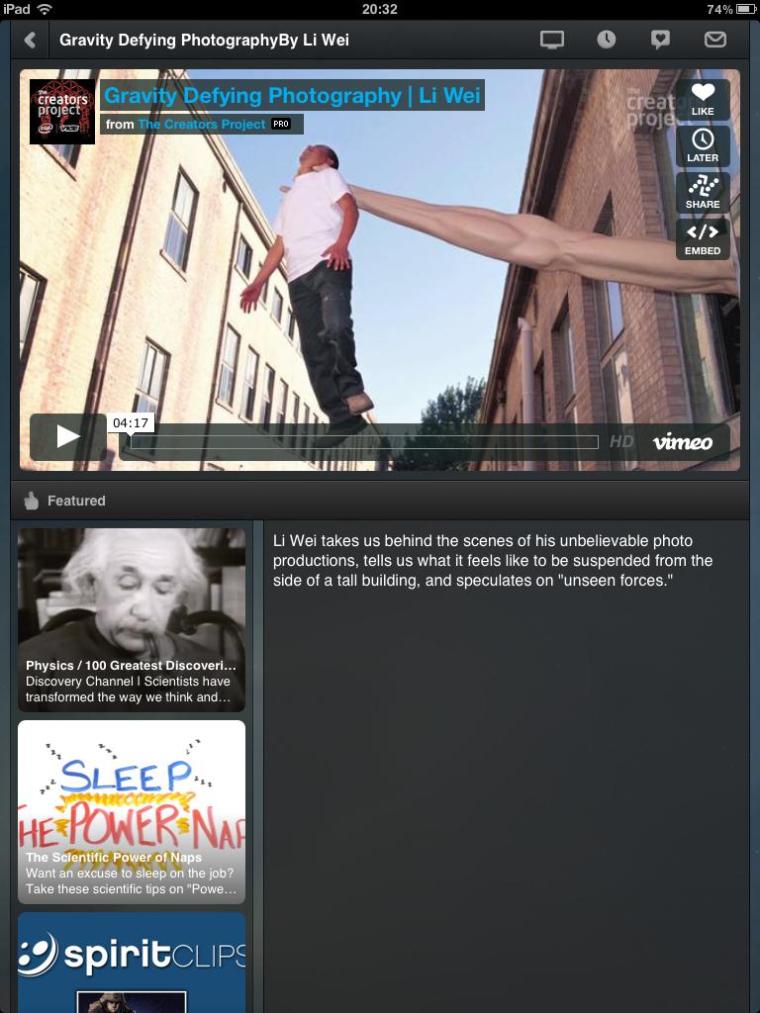 iPad 20:32 74%
Gravity Defying PhotographyBy Li Wei
the creators project
Gravity Defying Photography | Li Wei
from The Creators Project PRO
the creat
proje
LIKE
LATER
SHARE
</> EMBED
04:17
HD vimeo
Featured
Li Wei takes us behind the scenes of his unbelievable photo
productions, tells us what it feels like to be suspended from the
side of a tall building, and speculates on "unseen forces."
Physics / 100 Greatest Discoveri...
Discovery Channel | Scientists have
transformed the way we think and...
SLEEP
HE POWER NAP
The Scientific Power of Naps
Want an excuse to sleep on the job?
Take these scientific tips on "Powe...
spiritCLIPS